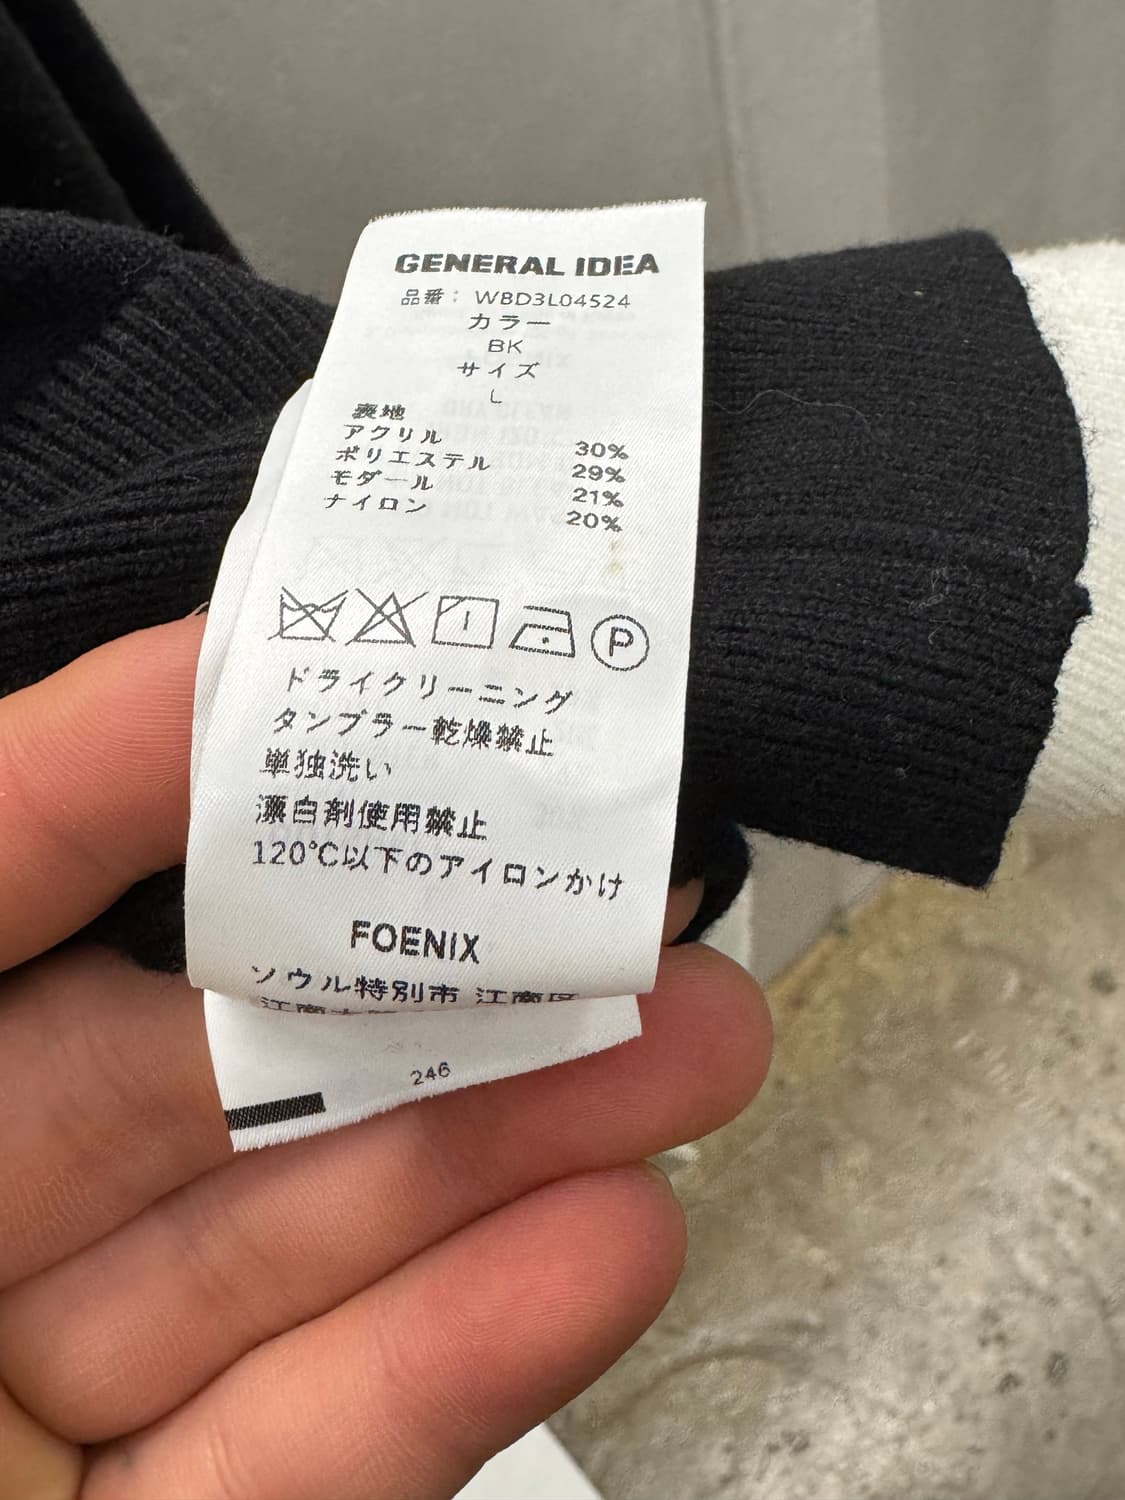 GENERAL IDEA
品番: WBD3L04524
カラー
BK
サイズ
L
表地
アクリル 30%
ポリエステル 29%
モダール 21%
ナイロン 20%
P
ドライクリーニング
タンブラー乾燥禁止
単独洗い
漂白剤使用禁止
120℃以下のアイロンかけ
FOENIX
ソウル特別市 江南区
江南大
246